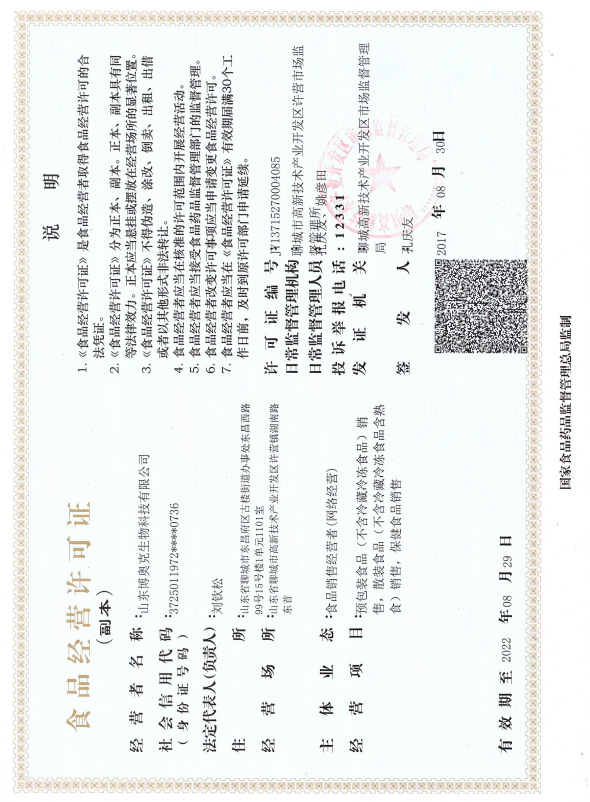 食品经营许可证
（副本）
经营者名称：山东博奥克生物科技有限公司
社会信用代码：3725011972****0736
（身份证号码）
法定代表人（负责人）：刘钦松
住所：山东省聊城市东昌府区古楼街道办事处东昌西路
99号15号楼1单元1101室
经营场所：山东省聊城市高新技术产业开发区许营镇湖南路
东首
主体业态：食品销售经营者(网络经营)
经营项目：预包装食品（不含冷藏冷冻食品）销
售，散装食品（不含冷藏冷冻食品含熟
食）销售，保健食品销售
有效期至 2022 年 08 月 29 日
说明
1.《食品经营许可证》是食品经营者取得食品经营许可的合
法凭证。
2.《食品经营许可证》分为正本、副本。正本、副本具有同
等法律效力。正本应当悬挂或摆放在经营场所的显著位置。
3.《食品经营许可证》不得伪造、涂改、倒卖、出租、出借
或者以其他形式非法转让。
4. 食品经营者应当在核准的许可范围内开展经营活动。
5. 食品经营者应当接受食品药品监督管理部门的监督管理。
6. 食品经营者改变许可事项应当申请变更食品经营许可。
7. 食品经营者应当在《食品经营许可证》有效期届满30个工
作日前，及时到原许可部门申请延续。
许可证编号 JY13715270004085
日常监督管理机构 聊城市高新技术产业开发区许营市场监
督管理所
日常监督管理人员 孔庆友、姚彦田
投诉举报电话：12331
发证机关 聊城高新技术产业开发区市场监督管理
局
签发人 孔庆友
2017 年 08 月 30日
国家食品药品监督管理总局监制